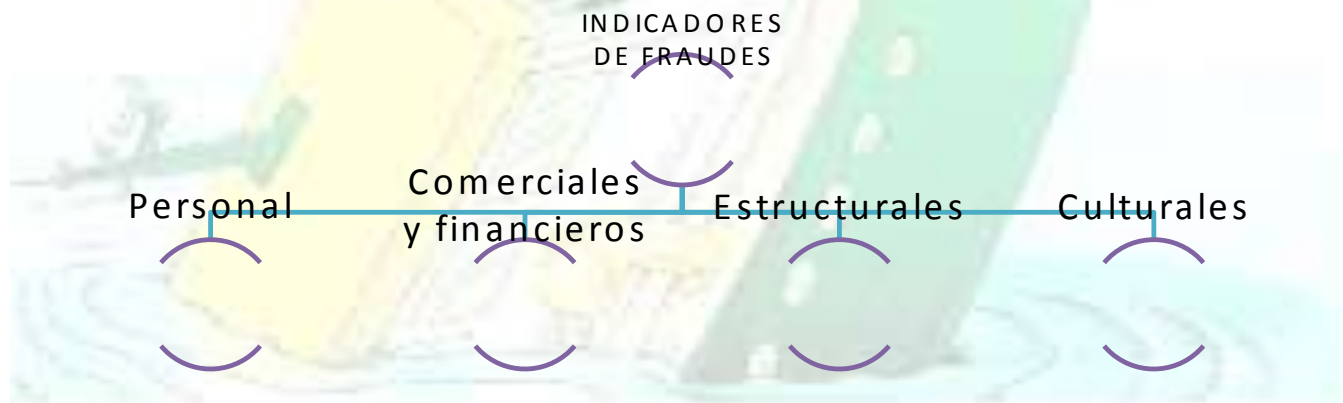 INDICADORES
DE FRAUDES
Personal
Comerciales
y financieros
Estructurales
Culturales